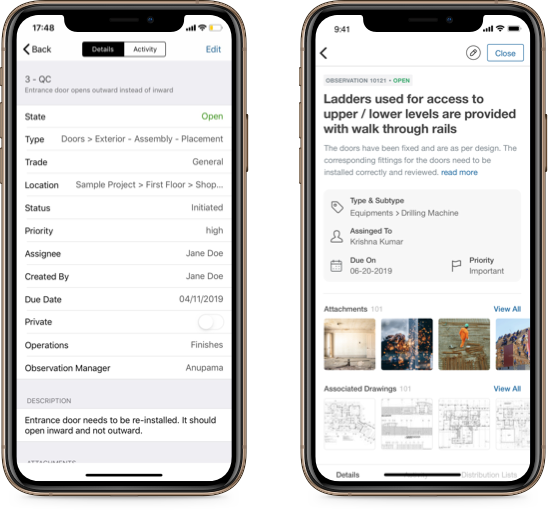 17:48
Back
Details
Activity
Edit
3 - QC
Entrance door opens outward instead of inward
State Open
Type Doors > Exterior - Assembly - Placement
Trade General
Location Sample Project > First Floor > Shop...
Status Initiated
Priority high
Assignee Jane Doe
Created By Jane Doe
Due Date 04/11/2019
Private
Operations Finishes
Observation Manager Anupama
DESCRIPTION
Entrance door needs to be re-installed. It should
open inward and not outward.
ATTACHMENTS
9:41
Close
OBSERVATION 10121 • OPEN
Ladders used for access to
upper / lower levels are provided
with walk through rails
The doors have been fixed and are as per design. The
corresponding fittings for the doors need to be
installed correctly and reviewed. read more
Type & Subtype
Equipments > Drilling Machine
Assinged To
Krishna Kumar
Due On
06-20-2019
Priority
Important
Attachments 101 View All
Associated Drawings 101 View All
Details
Distribution Lists